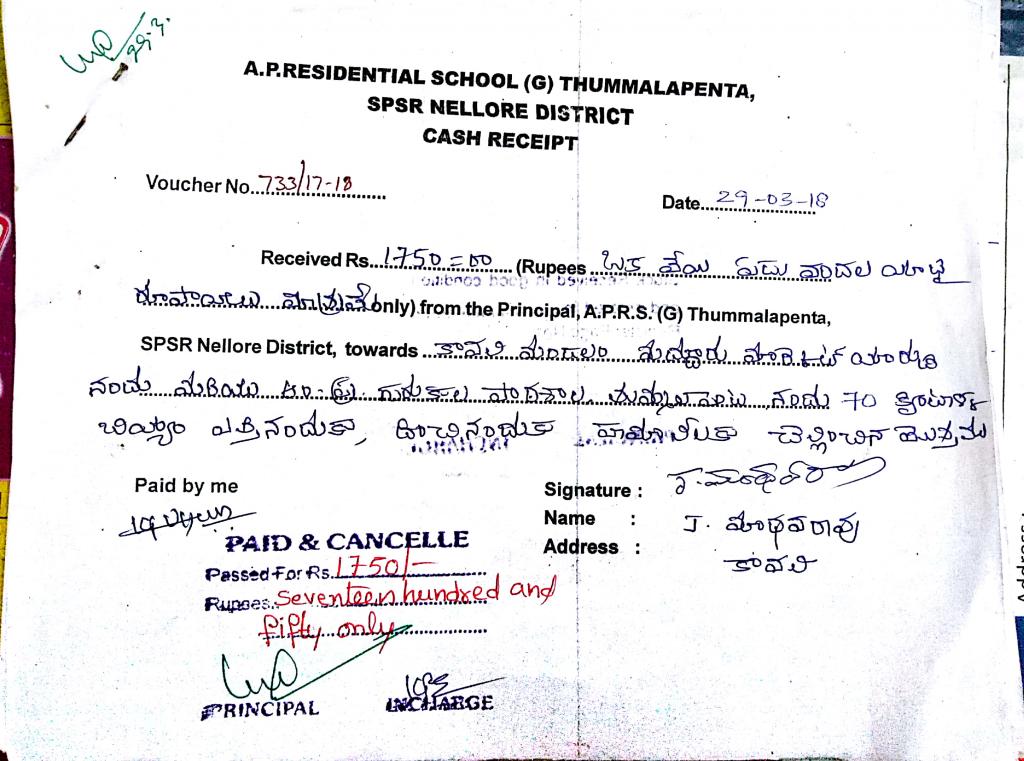 29.3.
A.P.RESIDENTIAL SCHOOL (G) THUMMALAPENTA,
SPSR NELLORE DISTRICT
CASH RECEIPT
Voucher No. 733/17-18
Date 29-03-18
Received Rs. 1750=00 (Rupees ఒక వేయి ఏడు వందల యాభై
రూపాయలు మాత్రమే only) from the Principal, A.P.R.S. (G) Thummalapenta,
SPSR Nellore District, towards కావలి మండలం మద్దూరు మార్కెట్ యార్డు
నందు మరియు ఆం.ప్ర. గురుకుల పాఠశాల, తుమ్మలపెంట నందు 70 క్వింటాళ్ళ
బియ్యం ఎత్తినందుకు, దించినందుకు హమాలీలకు చెల్లించిన మొత్తము
Paid by me
Signature :
Name : J. మాధవరావు
Address : కావలి
PAID & CANCELLE
Passed For Rs. 1750/-
Rupees. Seventeen hundred and
fifty only
PRINCIPAL INCHARGE